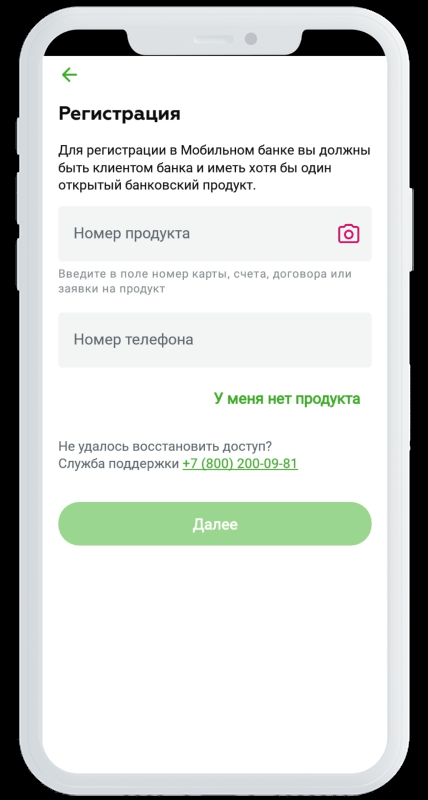 Регистрация
Для регистрации в Мобильном банке вы должны
быть клиентом банка и иметь хотя бы один
открытый банковский продукт.
Номер продукта
Введите в поле номер карты, счета, договора или
заявки на продукт
Номер телефона
У меня нет продукта
Не удалось восстановить доступ?
Служба поддержки +7 (800) 200-09-81
Далее